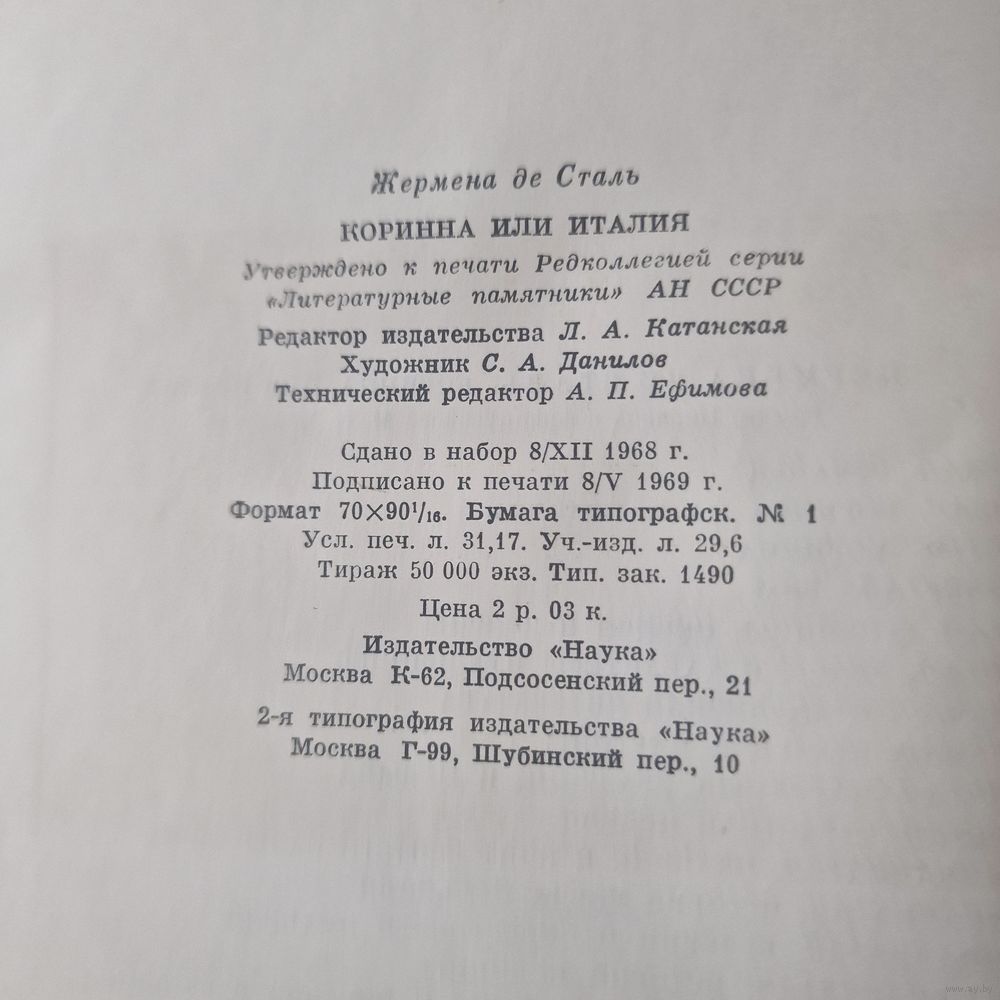 Жермена де Сталь
КОРИННА ИЛИ ИТАЛИЯ
Утверждено к печати Редколлегией серии
«Литературные памятники» АН СССР
Редактор издательства Л. А. Катанская
Художник С. А. Данилов
Технический редактор А. П. Ефимова
Сдано в набор 8/XII 1968 г.
Подписано к печати 8/V 1969 г.
Формат 70×90¹/₁₆. Бумага типографск. № 1
Усл. печ. л. 31,17. Уч.-изд. л. 29,6
Тираж 50 000 экз. Тип. зак. 1490
Цена 2 р. 03 к.
Издательство «Наука»
Москва К-62, Подсосенский пер., 21
2-я типография издательства «Наука»
Москва Г-99, Шубинский пер., 10
www.ay.by